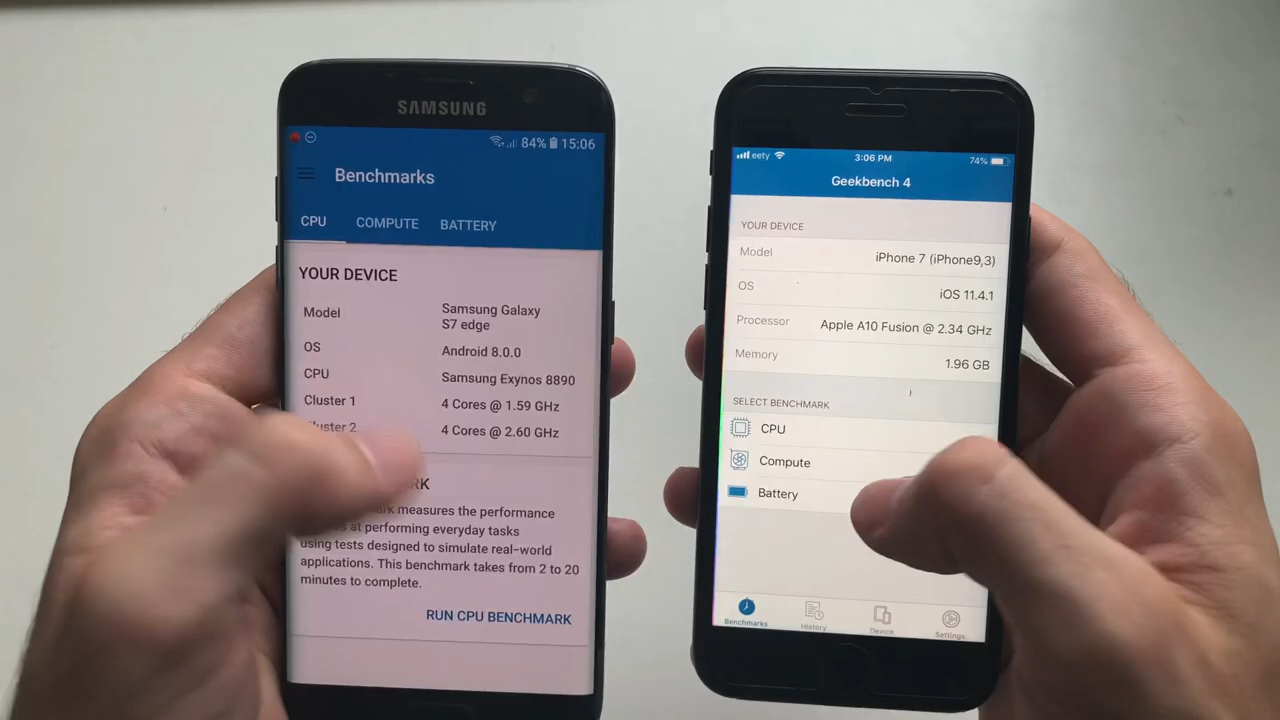 SAMSUNG
84% 15:06
Benchmarks
CPU COMPUTE BATTERY
YOUR DEVICE
Model Samsung Galaxy
S7 edge
OS Android 8.0.0
CPU Samsung Exynos 8890
Cluster 1 4 Cores @ 1.59 GHz
Cluster 2 4 Cores @ 2.60 GHz
measures the performance
at performing everyday tasks
using tests designed to simulate real-world
applications. This benchmark takes from 2 to 20
minutes to complete.
RUN CPU BENCHMARK
eety 3:06 PM 74%
Geekbench 4
YOUR DEVICE
Model iPhone 7 (iPhone9,3)
OS iOS 11.4.1
Processor Apple A10 Fusion @ 2.34 GHz
Memory 1.96 GB
SELECT BENCHMARK
CPU
Compute
Battery
Benchmarks History Device Settings